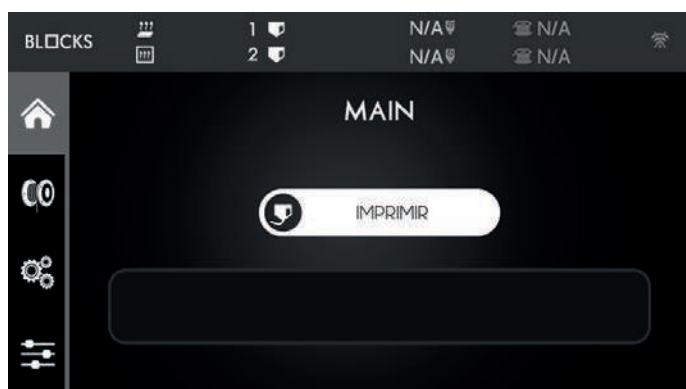 BLOCKS
1 N/A N/A
2 N/A N/A
MAIN
IMPRIMIR